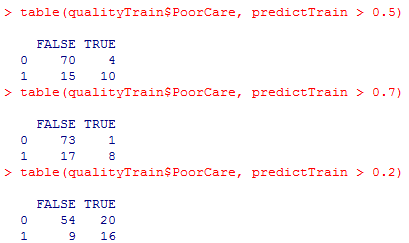 > table(qualityTrain$PoorCare, predictTrain > 0.5)
FALSE TRUE
0 70 4
1 15 10
> table(qualityTrain$PoorCare, predictTrain > 0.7)
FALSE TRUE
0 73 1
1 17 8
> table(qualityTrain$PoorCare, predictTrain > 0.2)
FALSE TRUE
0 54 20
1 9 16